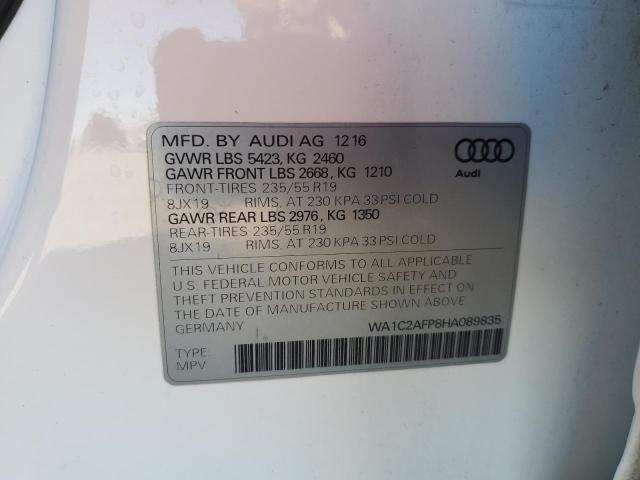 MFD. BY AUDI AG 12 16
GVWR LBS 5423, KG 2460
GAWR FRONT LBS 2668, KG 1210
FRONT-TIRES 235/55 R19
8JX19 RIMS, AT 230 KPA 33 PSI COLD
GAWR REAR LBS 2976, KG 1350
REAR-TIRES 235/55 R19
8JX19 RIMS, AT 230 KPA 33 PSI COLD
Audi
THIS VEHICLE CONFORMS TO ALL APPLICABLE
U.S. FEDERAL MOTOR VEHICLE SAFETY AND
THEFT PREVENTION STANDARDS IN EFFECT ON
THE DATE OF MANUFACTURE SHOWN ABOVE
GERMANY WA1C2AFP8HA089835
TYPE:
MPV